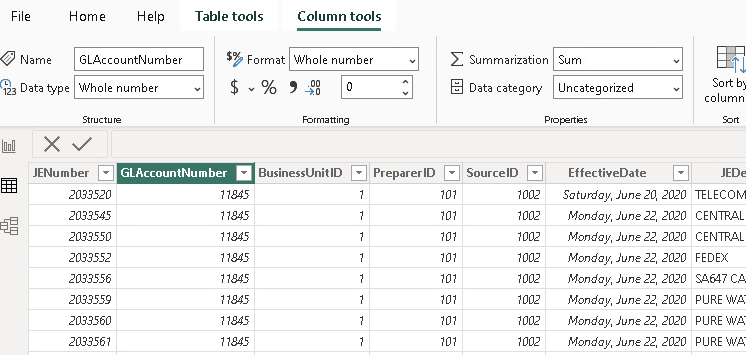 File Home Help Table tools Column tools
Name GLAccountNumber $% Format Whole number Σ Summarization Sum
123 Data type Whole number $ % 9 .00 →.0 0 Data category Uncategorized Sort by column
Structure Formatting Properties Sort
JENumber GLAccountNumber BusinessUnitID PreparerID SourceID EffectiveDate JEDe
2033520 11845 1 101 1002 Saturday, June 20, 2020 TELECOM
2033545 11845 1 101 1002 Monday, June 22, 2020 CENTRAL
2033550 11845 1 101 1002 Monday, June 22, 2020 CENTRAL
2033552 11845 1 101 1002 Monday, June 22, 2020 FEDEX
2033556 11845 1 101 1002 Monday, June 22, 2020 SA647 CA
2033559 11845 1 101 1002 Monday, June 22, 2020 PURE WA
2033560 11845 1 101 1002 Monday, June 22, 2020 PURE WA
2033561 11845 1 101 1002 Monday, June 22, 2020 PURE WA